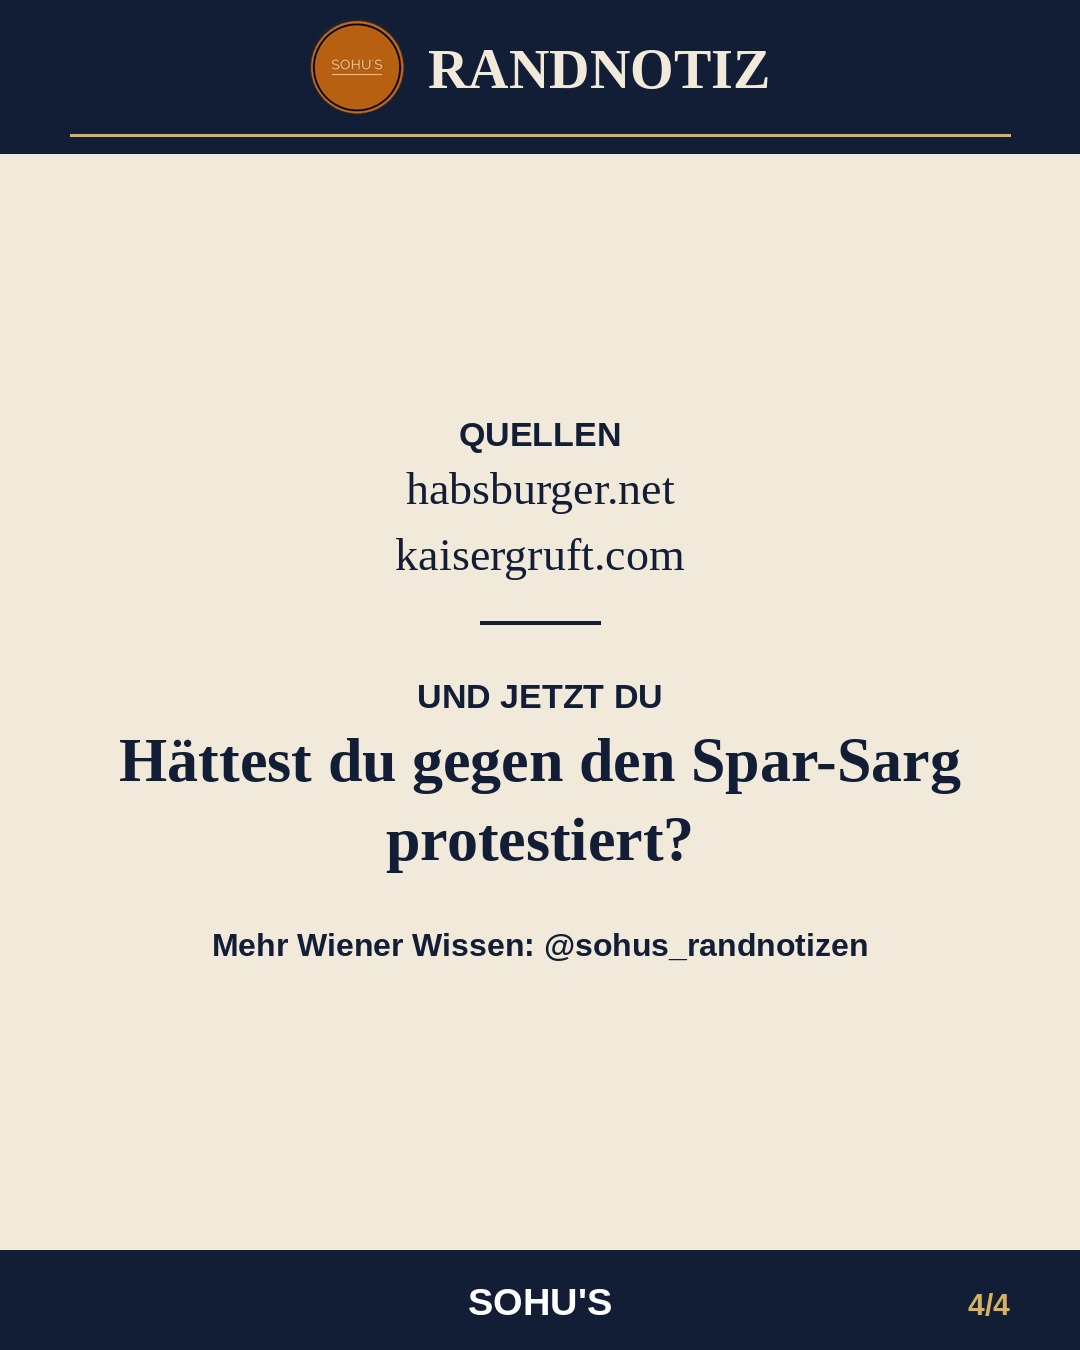 SOHU'S
RANDNOTIZ
QUELLEN
habsburger.net
kaisergruft.com
UND JETZT DU
Hättest du gegen den Spar-Sarg
protestiert?
Mehr Wiener Wissen: @sohus_randnotizen
SOHU'S
4/4